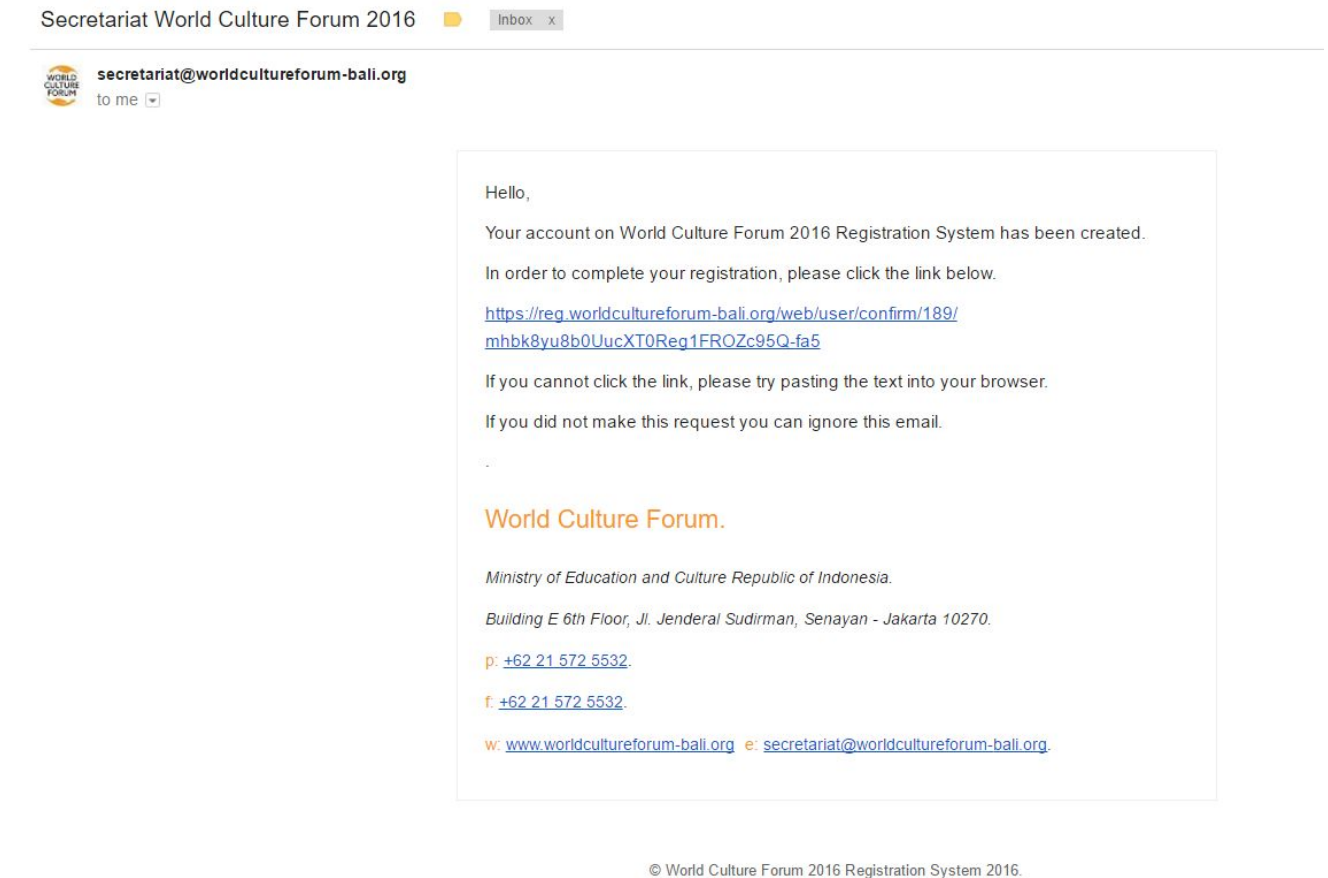 Secretariat World Culture Forum 2016
Inbox x
WORLD
CULTURE
FORUM
secretariat@worldcultureforum-bali.org
to me
Hello,
Your account on World Culture Forum 2016 Registration System has been created.
In order to complete your registration, please click the link below.
https://reg.worldcultureforum-bali.org/web/user/confirm/189/
mhbk8yu8b0UucXT0Reg1FROZc95Q-fa5
If you cannot click the link, please try pasting the text into your browser.
If you did not make this request you can ignore this email.
.
World Culture Forum.
Ministry of Education and Culture Republic of Indonesia.
Building E 6th Floor, Jl. Jenderal Sudirman, Senayan - Jakarta 10270.
p: +62 21 572 5532.
f: +62 21 572 5532.
w: www.worldcultureforum-bali.org e: secretariat@worldcultureforum-bali.org.
© World Culture Forum 2016 Registration System 2016.